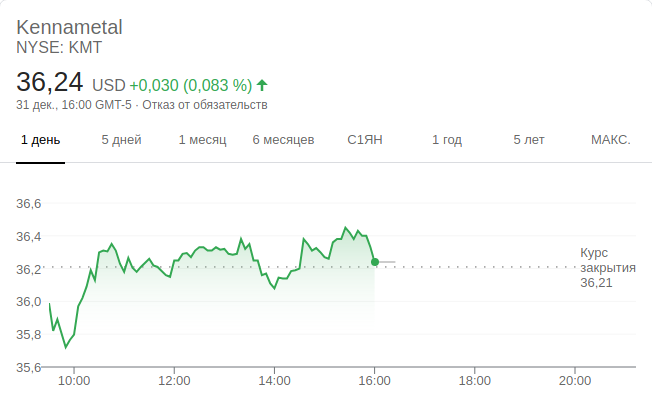 Kennametal
NYSE: KMT
36,24 USD +0,030 (0,083 %)
31 дек., 16:00 GMT-5 · Отказ от обязательств
1 день 5 дней 1 месяц 6 месяцев С1ЯН 1 год 5 лет МАКС.
36,6
36,4
36,2
36,0
35,8
35,6
Курс
закрытия
36,21
10:00 12:00 14:00 16:00 18:00 20:00